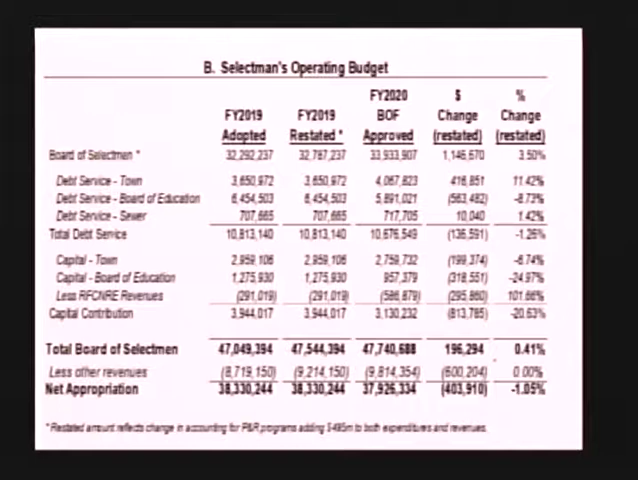 B. Selectman's Operating Budget
FY2020 $ %
FY2019 FY2019 BOF Change Change
Adopted Restated * Approved (restated) (restated)
Board of Selectmen * 32,292,237 32,787,237 33,933,907 1,146,670 3.50%
Debt Service - Town 3,650,972 3,650,972 4,067,823 416,851 11.42%
Debt Service - Board of Education 6,454,503 6,454,503 5,891,021 (563,482) -8.73%
Debt Service - Sewer 707,665 707,665 717,705 10,040 1.42%
Total Debt Service 10,813,140 10,813,140 10,676,549 (136,591) -1.26%
Capital - Town 2,959,106 2,959,106 2,759,732 (199,374) -6.74%
Capital - Board of Education 1,275,930 1,275,930 957,379 (318,551) -24.97%
Less RFCNRE Revenues (291,019) (291,019) (586,879) (295,860) 101.66%
Capital Contribution 3,944,017 3,944,017 3,130,232 (813,785) -20.63%
Total Board of Selectmen 47,049,394 47,544,394 47,740,688 196,294 0.41%
Less other revenues (8,719,150) (9,214,150) (9,814,354) (600,204) 0.00%
Net Appropriation 38,330,244 38,330,244 37,926,334 (403,910) -1.05%
* Restated amount reflects change in accounting for P&R programs adding $495m to both expenditures and revenues.